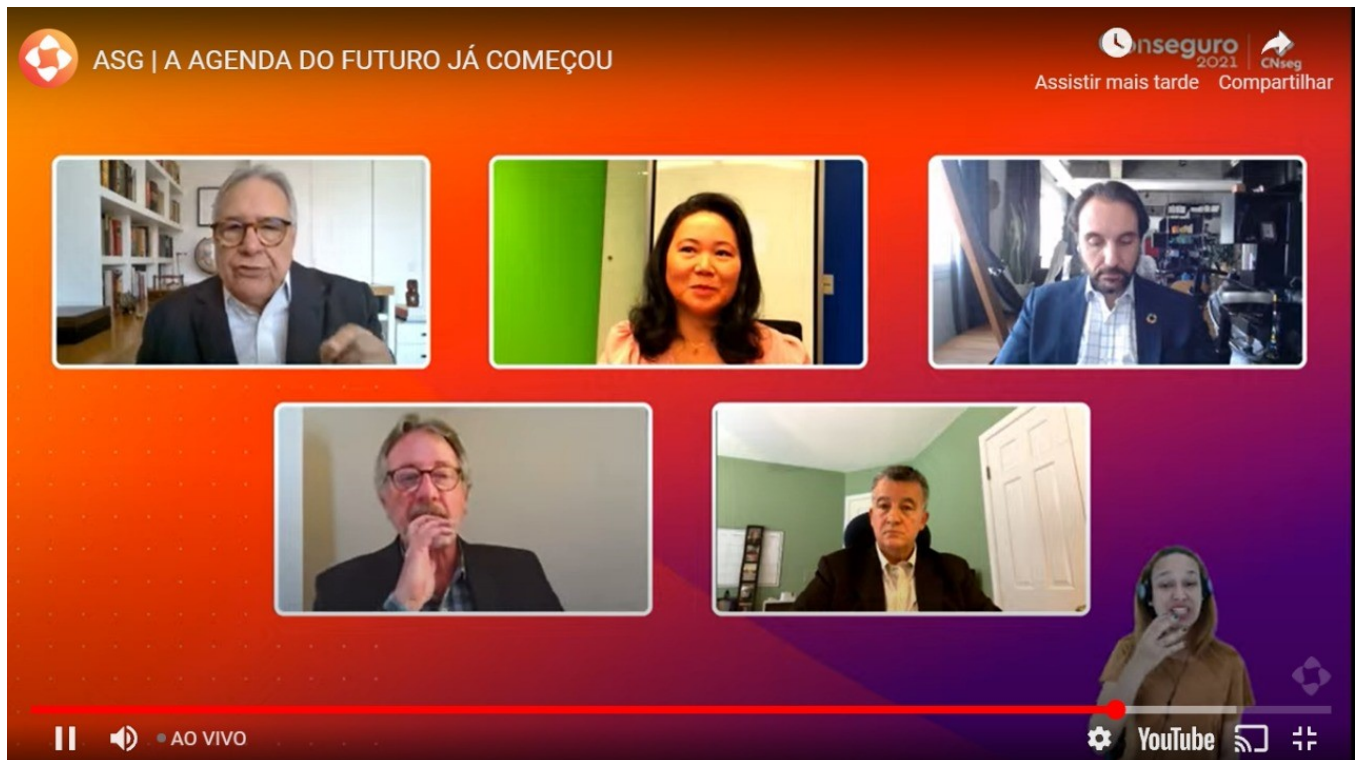 ASG | A AGENDA DO FUTURO JÁ COMEÇOU
nseguro
2021
CNseg
Assistir mais tarde Compartilhar
AO VIVO
YouTube